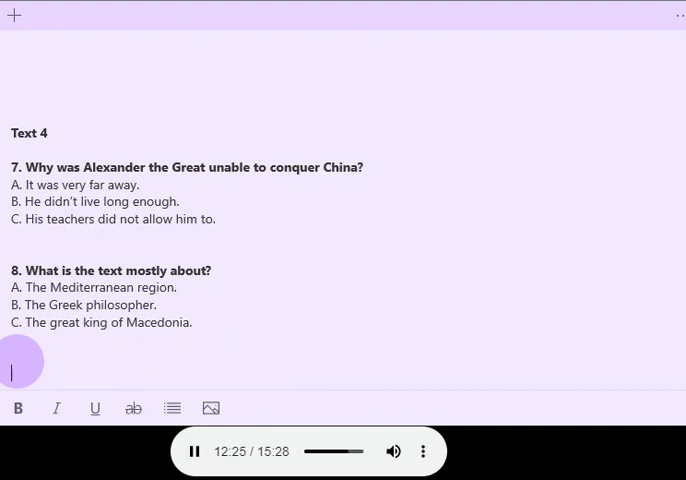 Text 4
7. Why was Alexander the Great unable to conquer China?
A. It was very far away.
B. He didn't live long enough.
C. His teachers did not allow him to.
8. What is the text mostly about?
A. The Mediterranean region.
B. The Greek philosopher.
C. The great king of Macedonia.
B I U ab
12:25 / 15:28